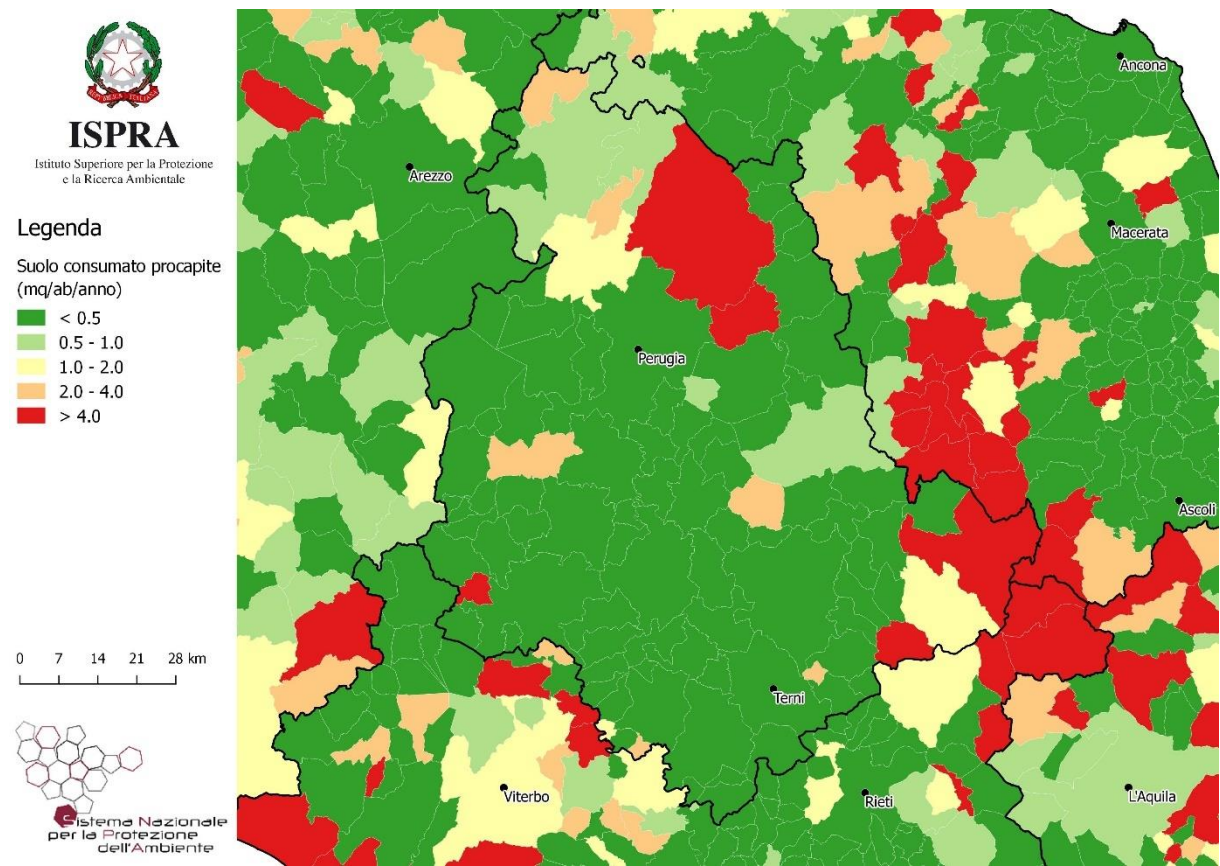 ISPRA
Istituto Superiore per la Protezione
e la Ricerca Ambientale
Legenda
Suolo consumato procapite
(mq/ab/anno)
< 0.5
0.5 - 1.0
1.0 - 2.0
2.0 - 4.0
> 4.0
0 7 14 21 28 km
Sistema Nazionale
per la Protezione
dell'Ambiente
Ancona
Arezzo
Macerata
Perugia
Ascoli
Terni
Viterbo
Rieti
L'Aquila